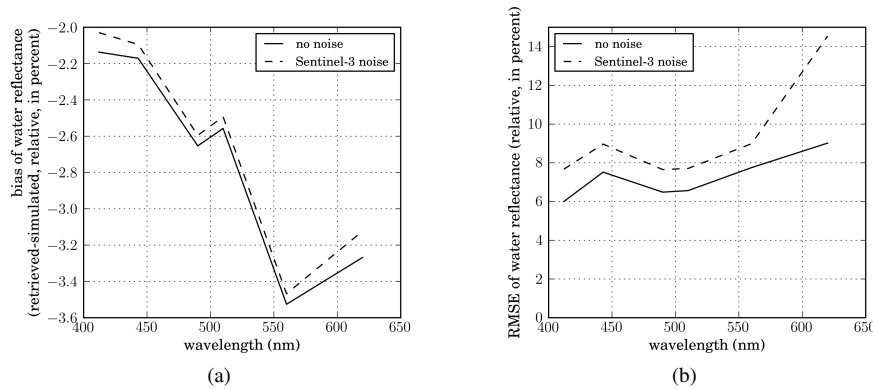 bias of water reflectance
(retrieved-simulated, relative, in percent)
−2.0
−2.2
−2.4
−2.6
−2.8
−3.0
−3.2
−3.4
−3.6
400
450
500
550
600
650
wavelength (nm)
no noise
Sentinel-3 noise
(a)
RMSE of water reflectance (relative, in percent)
14
12
10
8
6
4
2
0
400
450
500
550
600
650
wavelength (nm)
no noise
Sentinel-3 noise
(b)